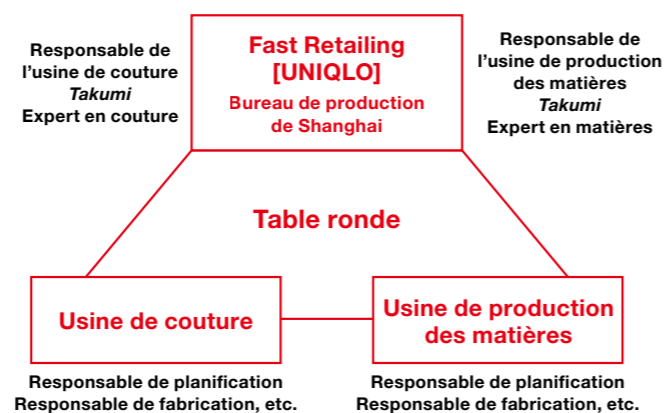 Responsable de
l'usine de couture
Takumi
Expert en couture
Fast Retailing
[UNIQLO]
Bureau de production
de Shanghai
Responsable de
l'usine de production
des matières
Takumi
Expert en matières
Table ronde
Usine de couture
Usine de production
des matières
Responsable de planification
Responsable de fabrication, etc.
Responsable de planification
Responsable de fabrication, etc.